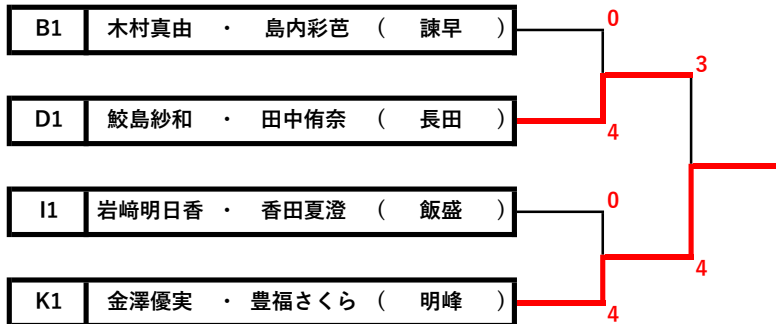 B1 木村真由 ・ 島内彩芭 ( 諫早 ) 0
3
D1 鮫島紗和 ・ 田中侑奈 ( 長田 ) 4
I1 岩﨑明日香 ・ 香田夏澄 ( 飯盛 ) 0
4
K1 金澤優実 ・ 豊福さくら ( 明峰 ) 4